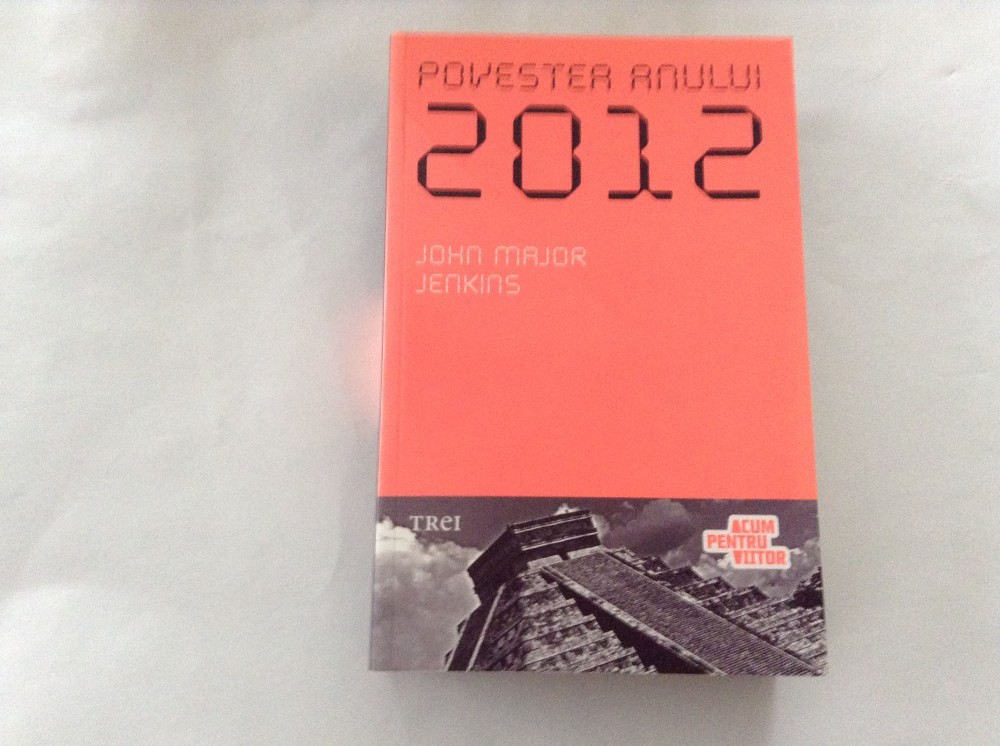 POVESTEA ANULUI
2012
JOHN MAJOR
JENKINS
TREI
ACUM
PENTRU
VIITOR